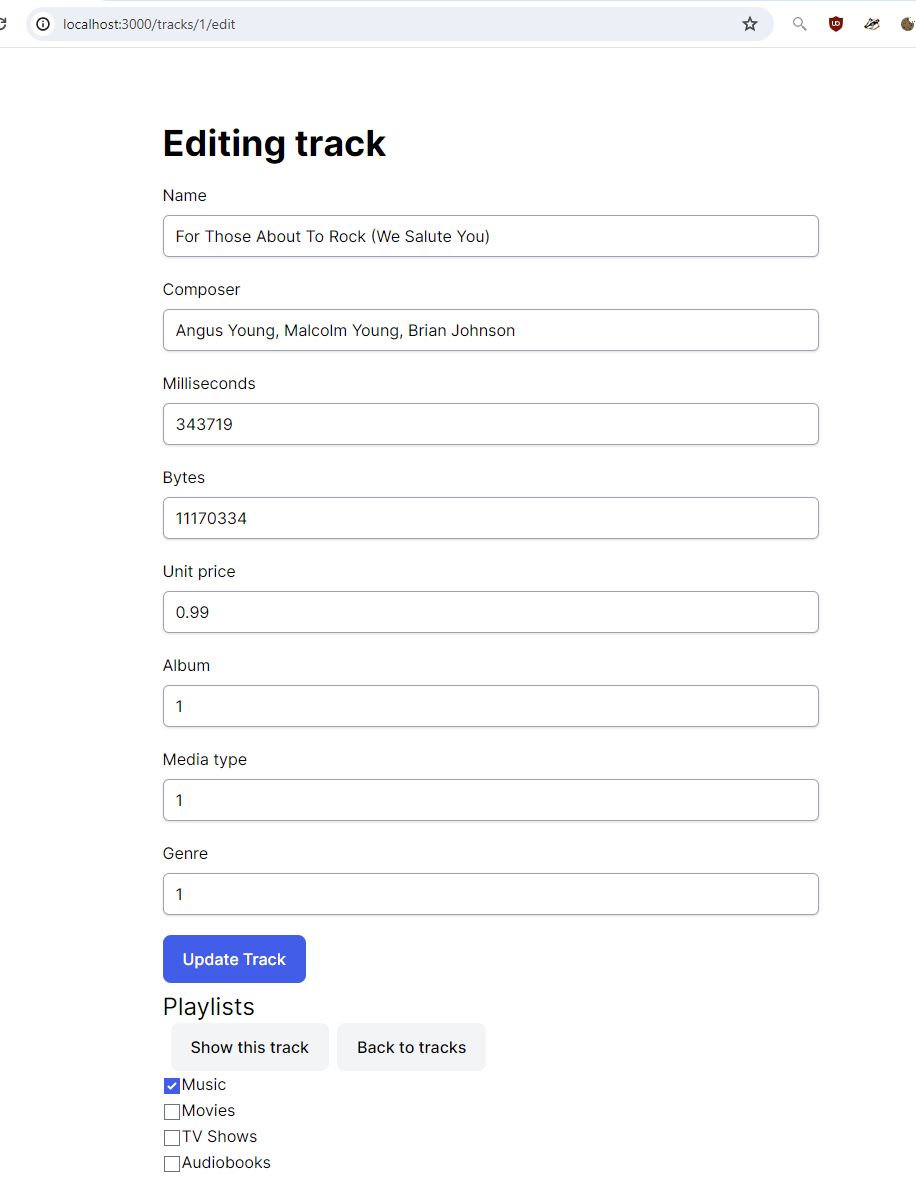 localhost:3000/tracks/1/edit
Editing track
Name
For Those About To Rock (We Salute You)
Composer
Angus Young, Malcolm Young, Brian Johnson
Milliseconds
343719
Bytes
11170334
Unit price
0.99
Album
1
Media type
1
Genre
1
Update Track
Playlists
Show this track Back to tracks
Music
Movies
TV Shows
Audiobooks